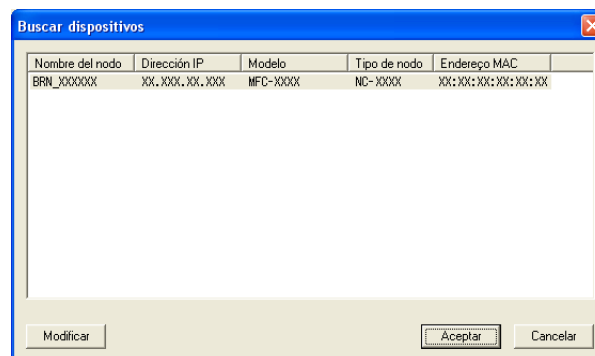 Buscar dispositivos
Nombre del nodo Dirección IP Modelo Tipo de nodo Endereço MAC
BRN_XXXXXX XX.XXX.XX.XXX MFC-XXXX NC-XXXX XX:XX:XX:XX:XX:XX
Modificar Aceptar Cancelar